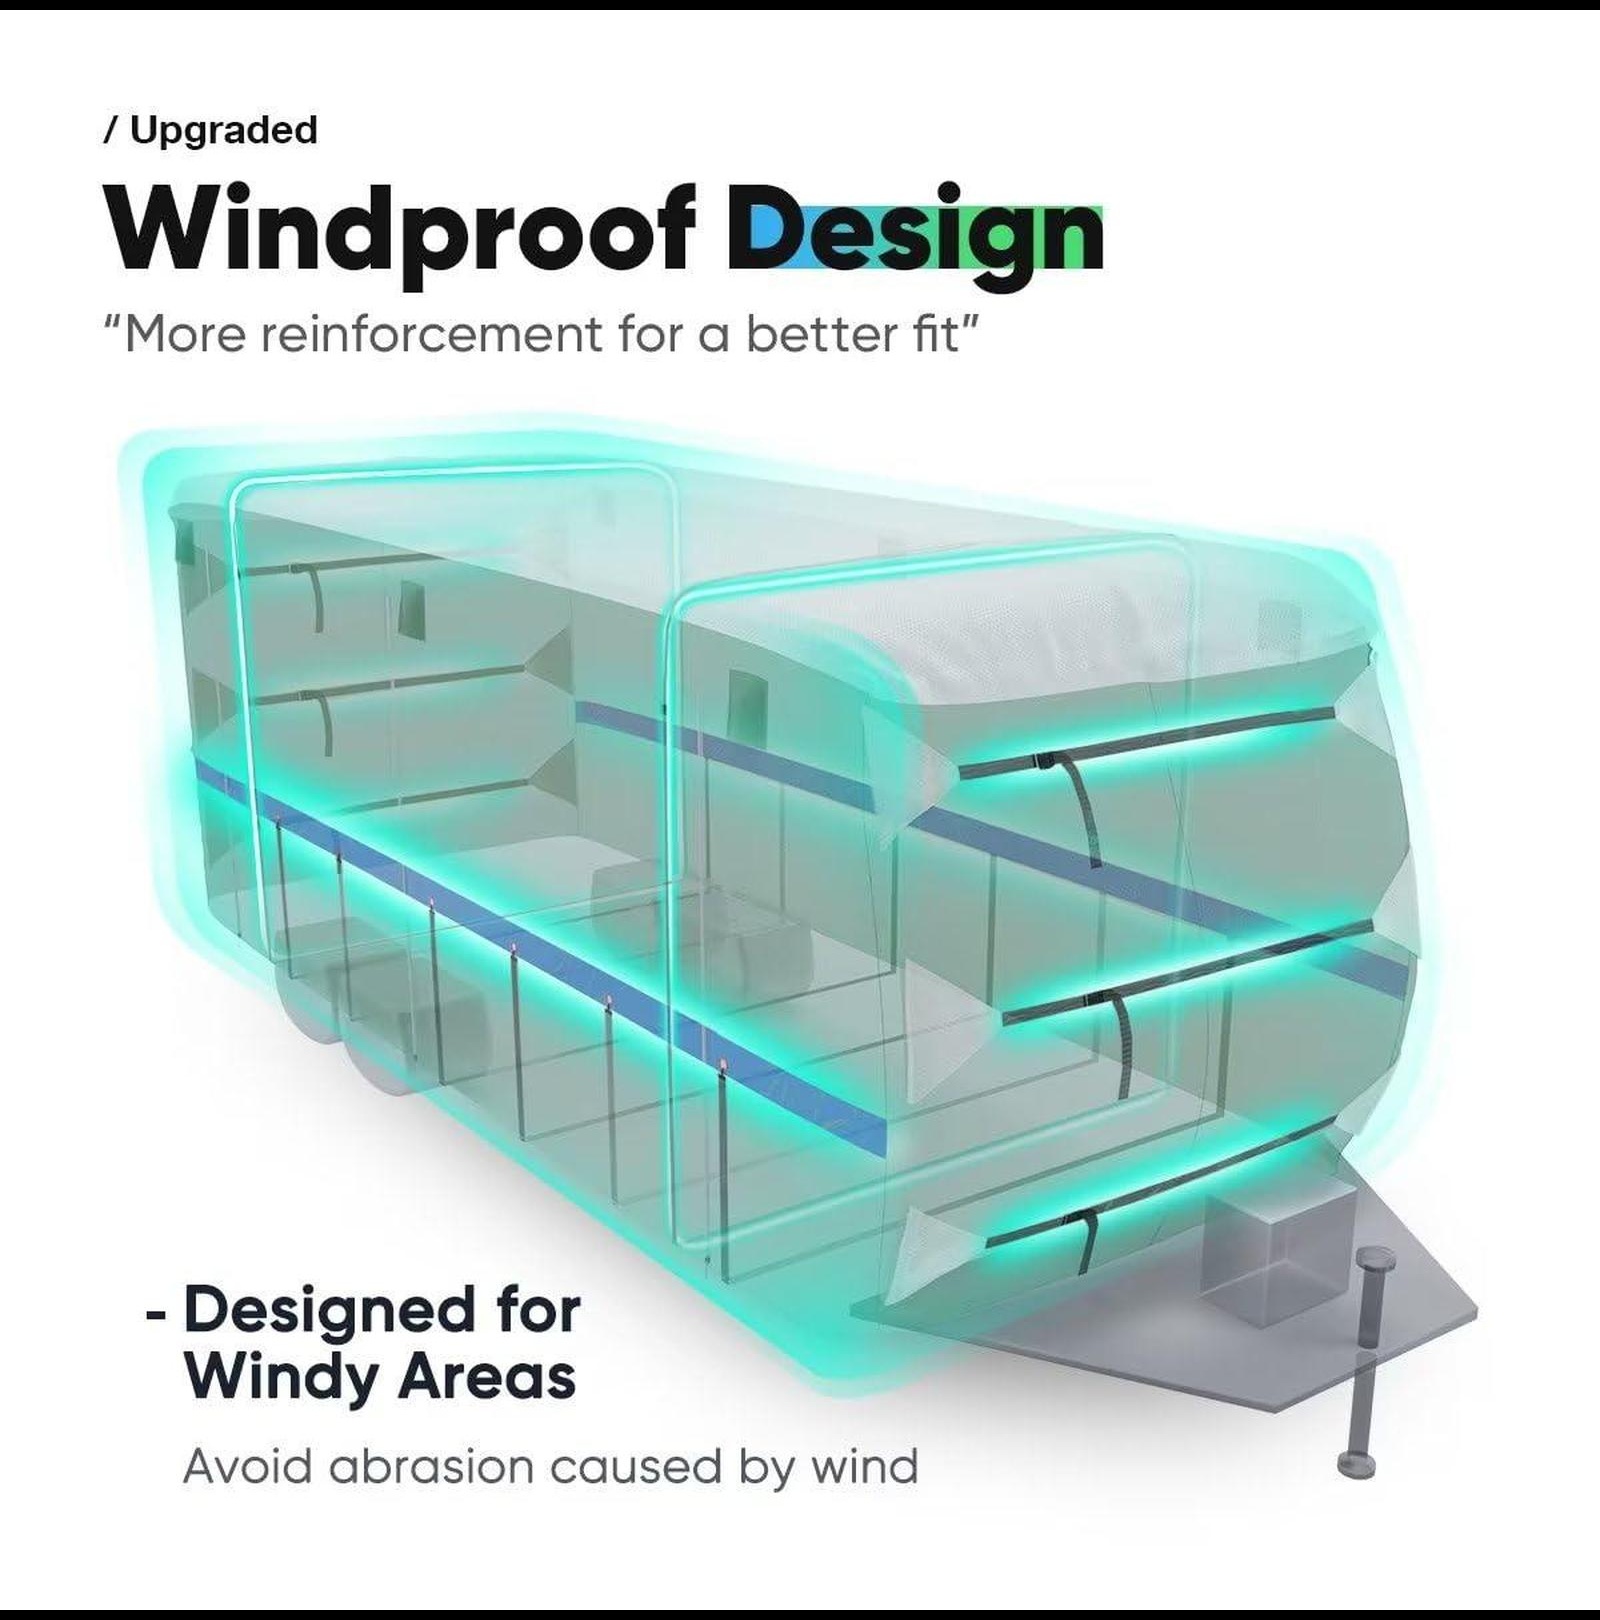 / Upgraded
Windproof Design
“More reinforcement for a better fit”
- Designed for
Windy Areas
Avoid abrasion caused by wind